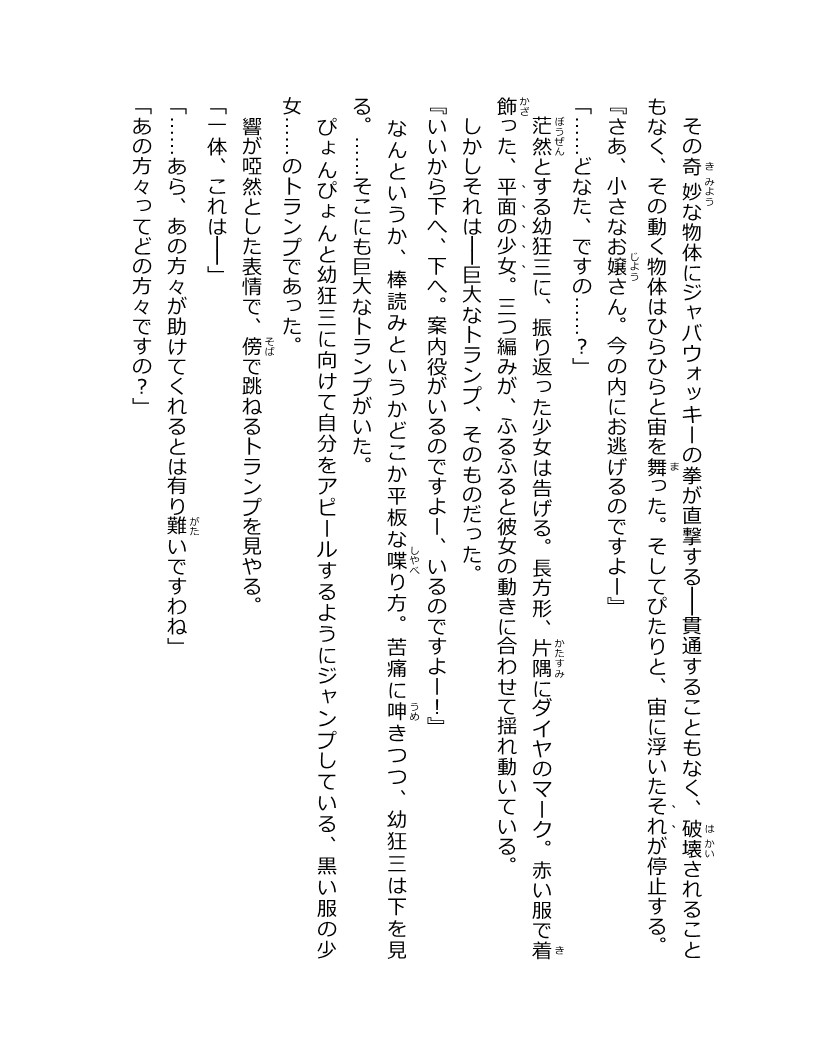 その奇妙な物体にジャバウォッキーの拳が直撃する――貫通することもなく、破壊されること
もなく、その動く物体はひらひらと宙を舞った。そしてぴたりと、宙に浮いたそれが停止する。
『さあ、小さなお嬢さん。今の内にお逃げるのですよー』
「……どなた、ですの……？」
茫然とする幼狂三に、振り返った少女は告げる。長方形、片隅にダイヤのマーク。赤い服で着
飾った、平面の少女。三つ編みが、ふるふると彼女の動きに合わせて揺れ動いている。
しかしそれは――巨大なトランプ、そのものだった。
『いいから下へ、下へ。案内役がいるのですよー、いるのですよー！』
なんというか、棒読みというかどこか平板な喋り方。苦痛に呻きつつ、幼狂三は下を見
る。……そこにも巨大なトランプがいた。
ぴょんぴょんと幼狂三に向けて自分をアピールするようにジャンプしている、黒い服の少
女……のトランプであった。
響が啞然とした表情で、傍で跳ねるトランプを見やる。
「一体、これは――」
「……あら、あの方々が助けてくれるとは有り難いですわね」
「あの方々ってどの方々ですの？」